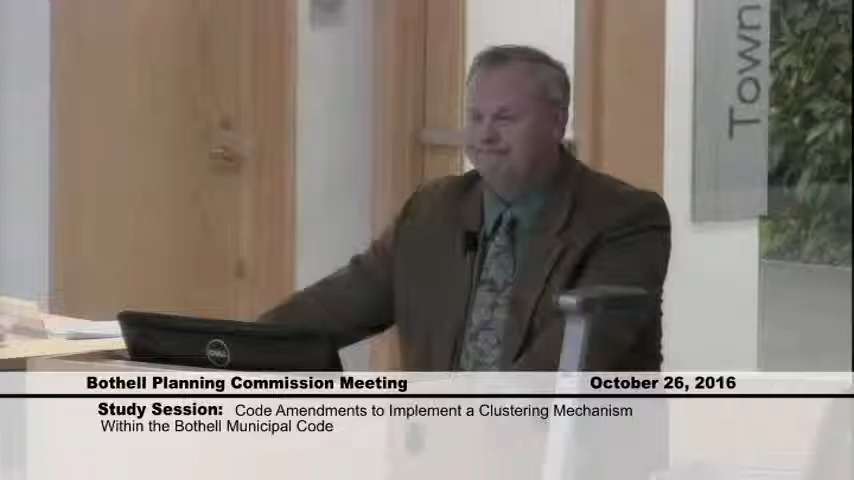 Town
DELL
Bothell Planning Commission Meeting October 26, 2016
Study Session: Code Amendments to Implement a Clustering Mechanism
Within the Bothell Municipal Code